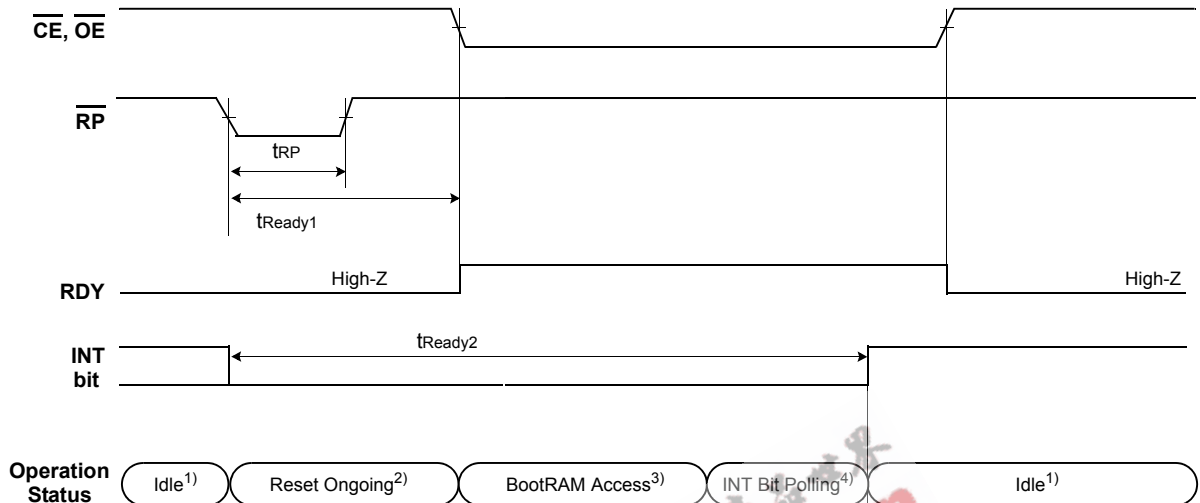 CE, OE
RP
tRP
tReady1
High-Z
High-Z
RDY
tReady2
INT
bit
Operation
Status
Idle1)
Reset Ongoing2)
BootRAM Access3)
INT Bit Polling4)
Idle1)